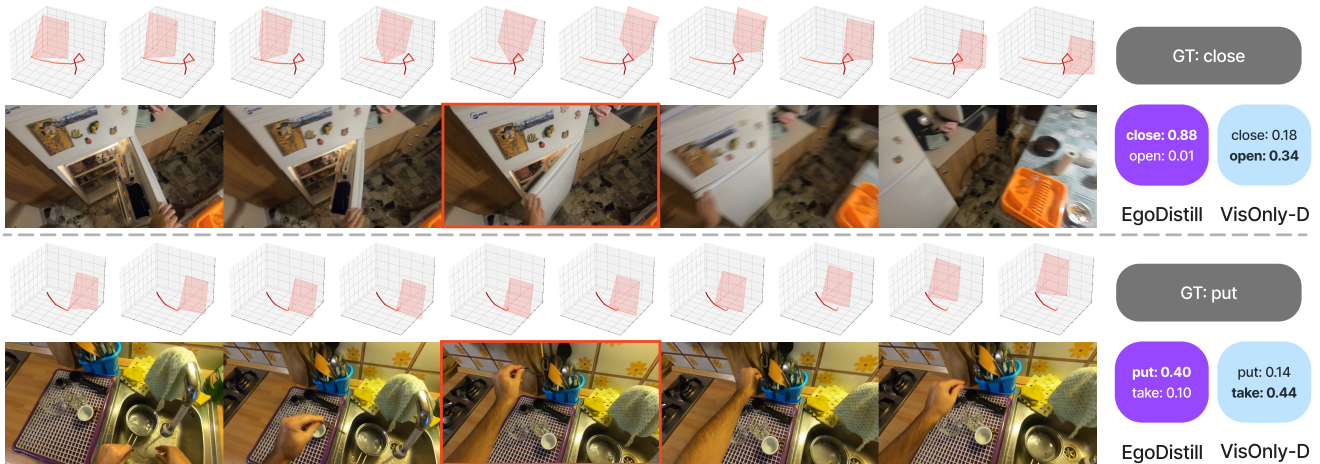 GT: close
close: 0.88
open: 0.01
close: 0.18
open: 0.34
EgoDistill
VisOnly-D
GT: put
put: 0.40
take: 0.10
put: 0.14
take: 0.44
EgoDistill
VisOnly-D